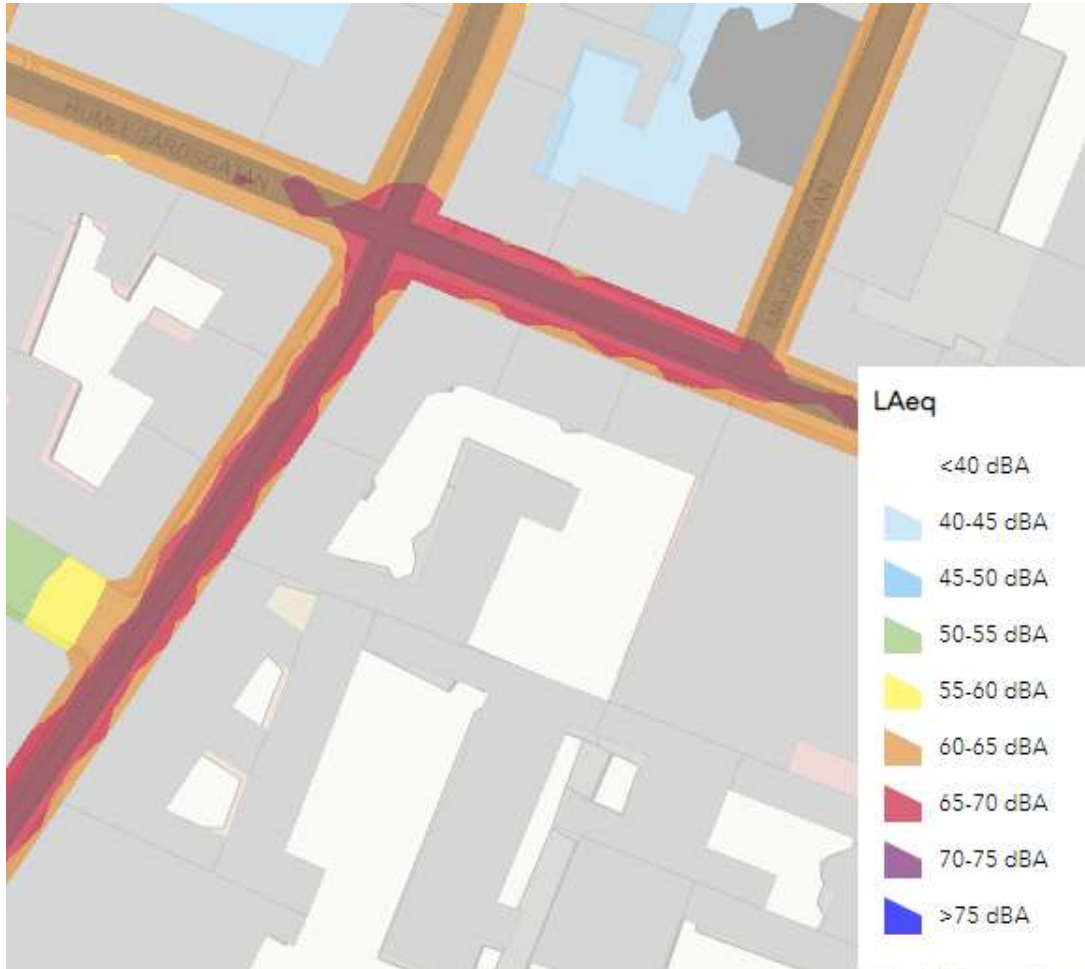 HUMLEGÅRDSGATAN
MAJORSGATAN
LAeq
<40 dBA
40-45 dBA
45-50 dBA
50-55 dBA
55-60 dBA
60-65 dBA
65-70 dBA
70-75 dBA
>75 dBA